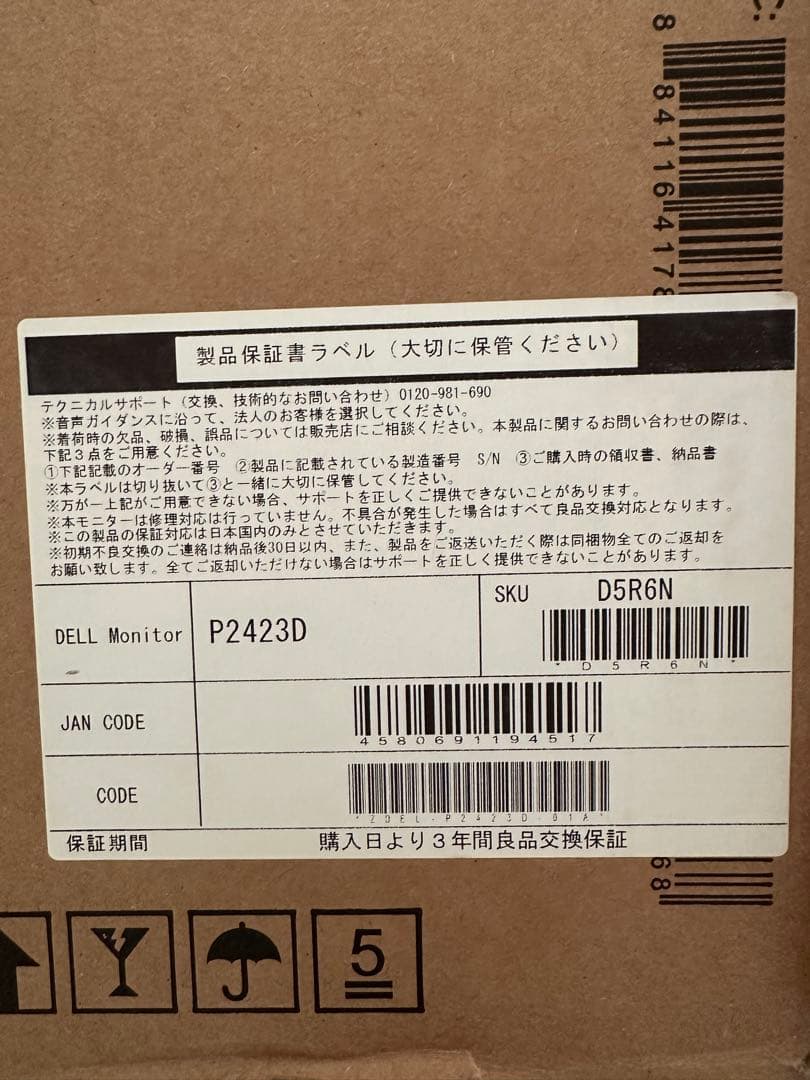 製品保証書ラベル（大切に保管ください）
テクニカルサポート（交換、技術的なお問い合わせ）0120-981-690
※音声ガイダンスに沿って、法人のお客様を選択してください。
※着荷時の欠品、破損、誤品については販売店にご相談ください。本製品に関するお問い合わせの際は、
下記３点をご用意ください。
①下記記載のオーダー番号　②製品に記載されている製造番号　S/N　③ご購入時の領収書、納品書
※本ラベルは切り抜いて③と一緒に大切に保管してください。
※万が一上記がご用意できない場合、サポートを正しくご提供できないことがあります。
※本モニターは修理対応は行っていません。不具合が発生した場合はすべて良品交換対応となります。
※この製品の保証対応は日本国内のみとさせていただきます。
※初期不良交換のご連絡は納品後30日以内、また、製品をご返送いただく際は同梱物全てのご返却を
お願い致します。全てご返却いただけない場合はサポートを正しく提供できないことがあります。
DELL Monitor P2423D
SKU D5R6N
*D5R6N*
JAN CODE
4580691194517
CODE
*ZDEL-P2423D-01A*
保証期間 購入日より３年間良品交換保証
8 84116 4178
68
5